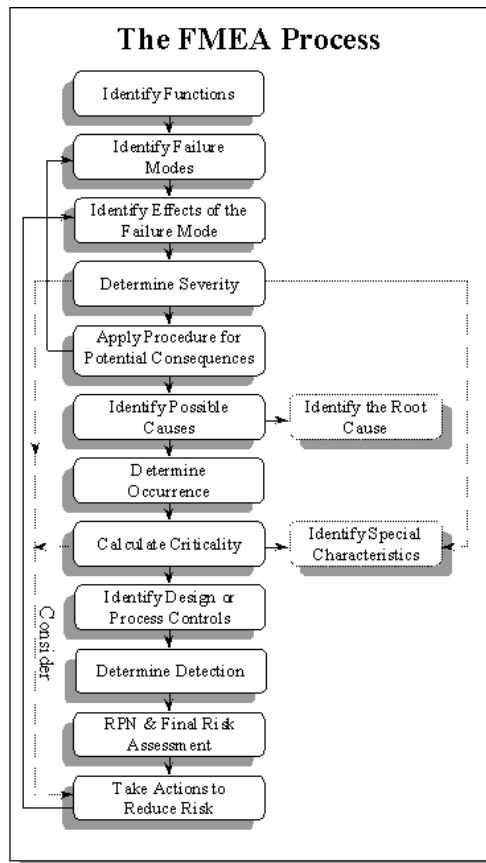 The FMEA Process
Identify Functions
Identify Failure
Modes
Identify Effects of the
Failure Mode
Determine Severity
Apply Procedure for
Potential Consequences
Identify Possible
Causes
Identify the Root
Cause
Determine
Occurrence
Calculate Criticality
Identify Special
Characteristics
Identify Design or
Process Controls
Consider
Determine Detection
RPN & Final Risk
Assessment
Take Actions to
Reduce Risk